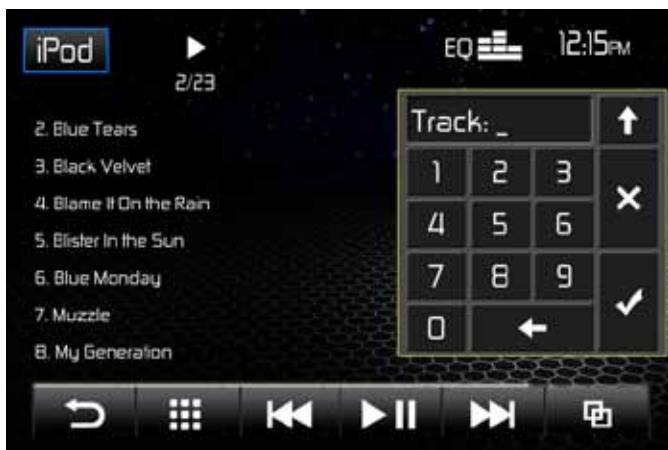 iPod
2/23
EQ
12:15PM
2. Blue Tears
3. Black Velvet
4. Blame It On the Rain
5. Blister In the Sun
6. Blue Monday
7. Muzzle
8. My Generation
Track: _
1 2 3
4 5 6
7 8 9
0